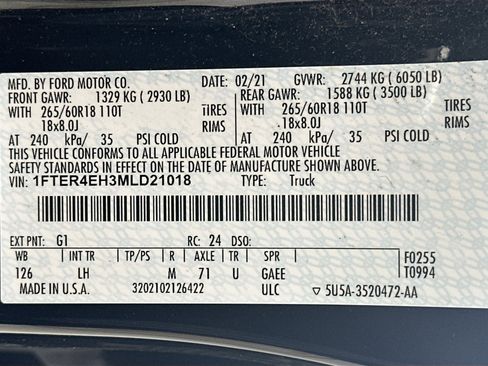 MFD. BY FORD MOTOR CO. DATE: 02/21 GVWR: 2744 KG ( 6050 LB)
FRONT GAWR: 1329 KG ( 2930 LB) REAR GAWR: 1588 KG ( 3500 LB)
WITH 265/60R18 110T TIRES 265/60R18 110T TIRES
18x8.0J RIMS 18x8.0J RIMS
AT 240 kPa/ 35 PSI COLD AT 240 kPa/ 35 PSI COLD
THIS VEHICLE CONFORMS TO ALL APPLICABLE FEDERAL MOTOR VEHICLE
SAFETY STANDARDS IN EFFECT ON THE DATE OF MANUFACTURE SHOWN ABOVE.
VIN: 1FTER4EH3MLD21018 TYPE: Truck
EXT PNT: G1 RC: 24 DSO:
WB INT TR TP/PS R AXLE TR SPR F0255
126 LH M 71 U GAEE T0994
MADE IN U.S.A. 3202102126422 ULC ▽ 5U5A-3520472-AA